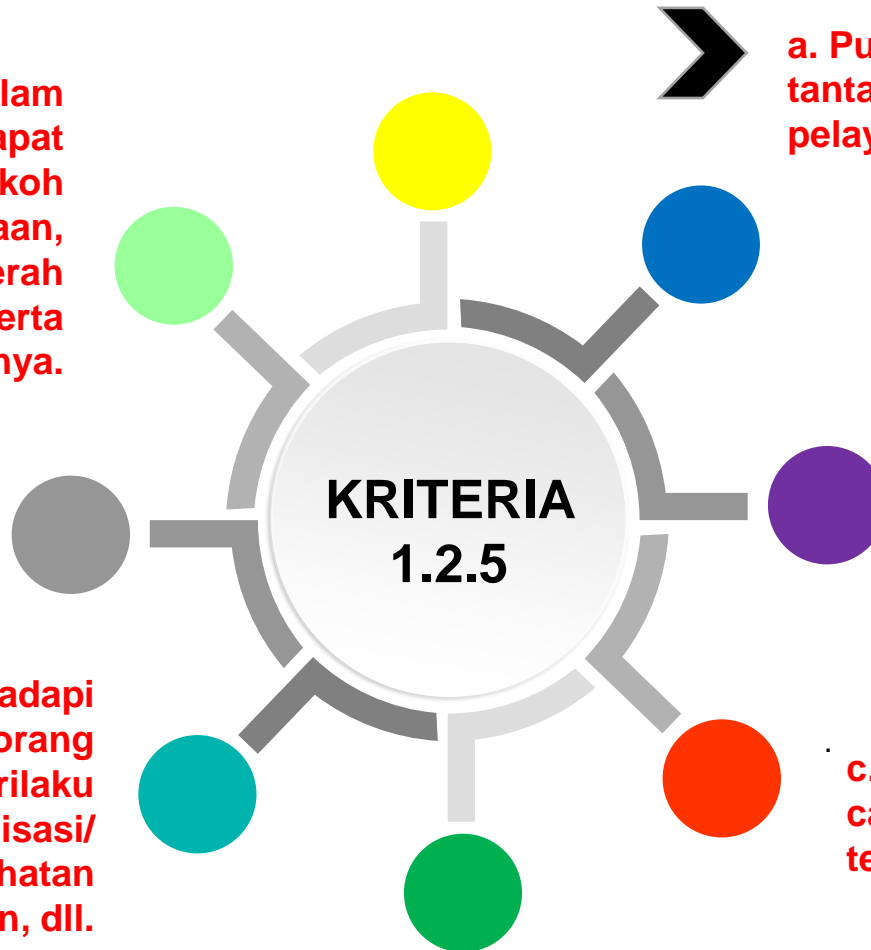 a. Pu
tanta
pelay
lam
apat
koh
aan,
erah
erta
nya.
KRITERIA
1.2.5
adapi
orang
rilaku
isasi/
hatan
n, dll.
.
c.
ca
te